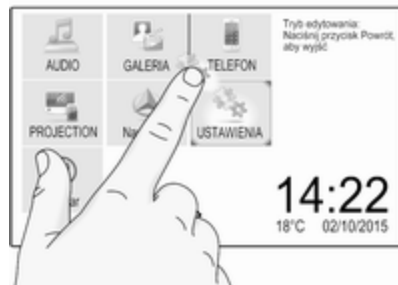 Tryb edytowania:
Naciśnij przycisk Powrót,
aby wyjść
AUDIO
GALERIA
TELEFON
PROJECTION
USTAWIENIA
14:22
18°C 02/10/2015